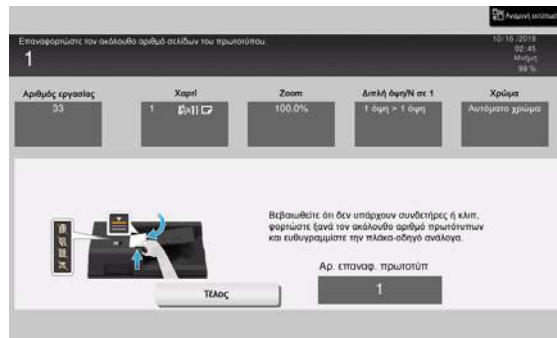 Αναμονή εκτύπωσ
Επαναφορτώστε τον ακόλουθο αριθμό σελίδων του πρωτοτύπου.
1
10/16/2018
02:45
Μνήμη
99 %
Αριθμός εργασίας
Χαρτί
Zoom
Διπλή όψη/N σε 1
Χρώμα
33
1
100.0%
1 όψη > 1 όψη
Αυτόματο χρώμα
Βεβαιωθείτε ότι δεν υπάρχουν συνδετήρες ή κλιπ,
φορτώστε ξανά τον ακόλουθο αριθμό πρωτότυπων
και ευθυγραμμίστε την πλάκα-οδηγό ανάλογα.
Αρ. επαναφ. πρωτοτύπ
1
Τέλος